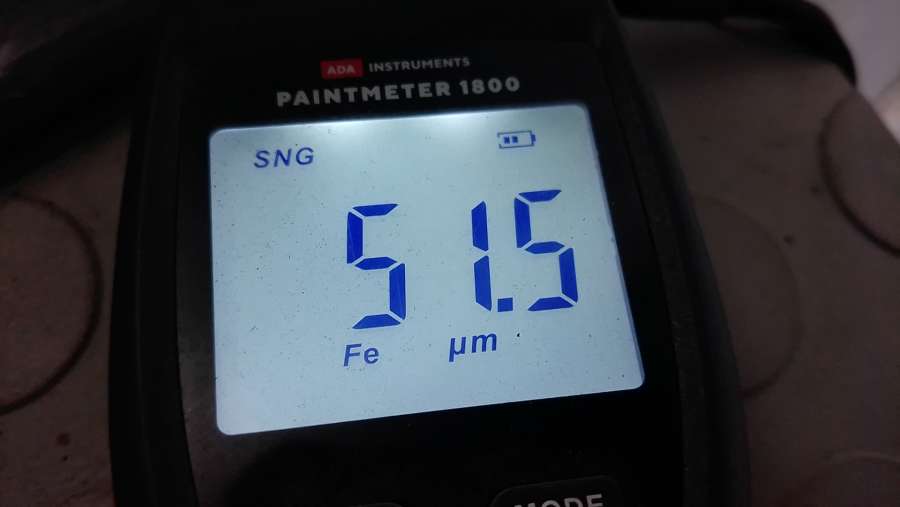 ADA INSTRUMENTS
PAINTMETER 1800
SNG
51.5
Fe μm
MODE